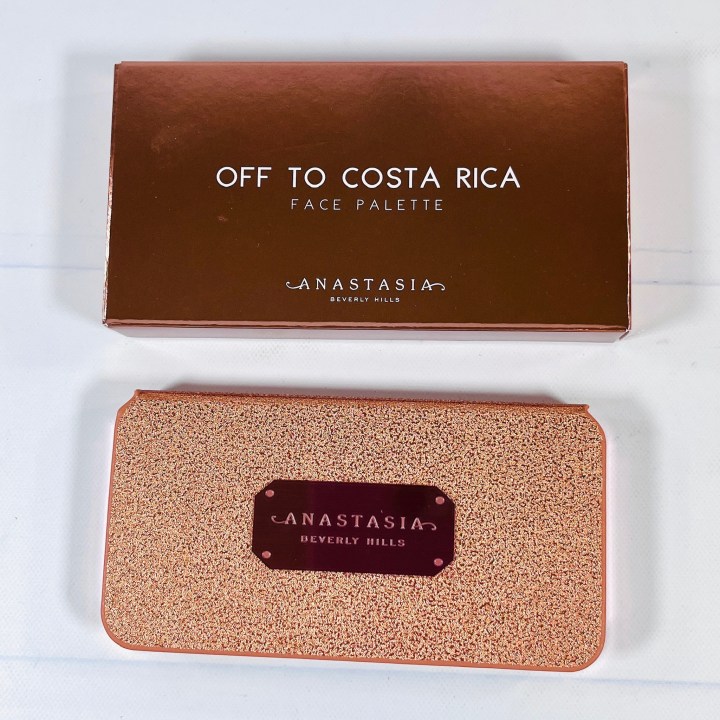 OFF TO COSTA RICA
FACE PALETTE
ANASTASIA
BEVERLY HILLS
ANASTASIA
BEVERLY HILLS